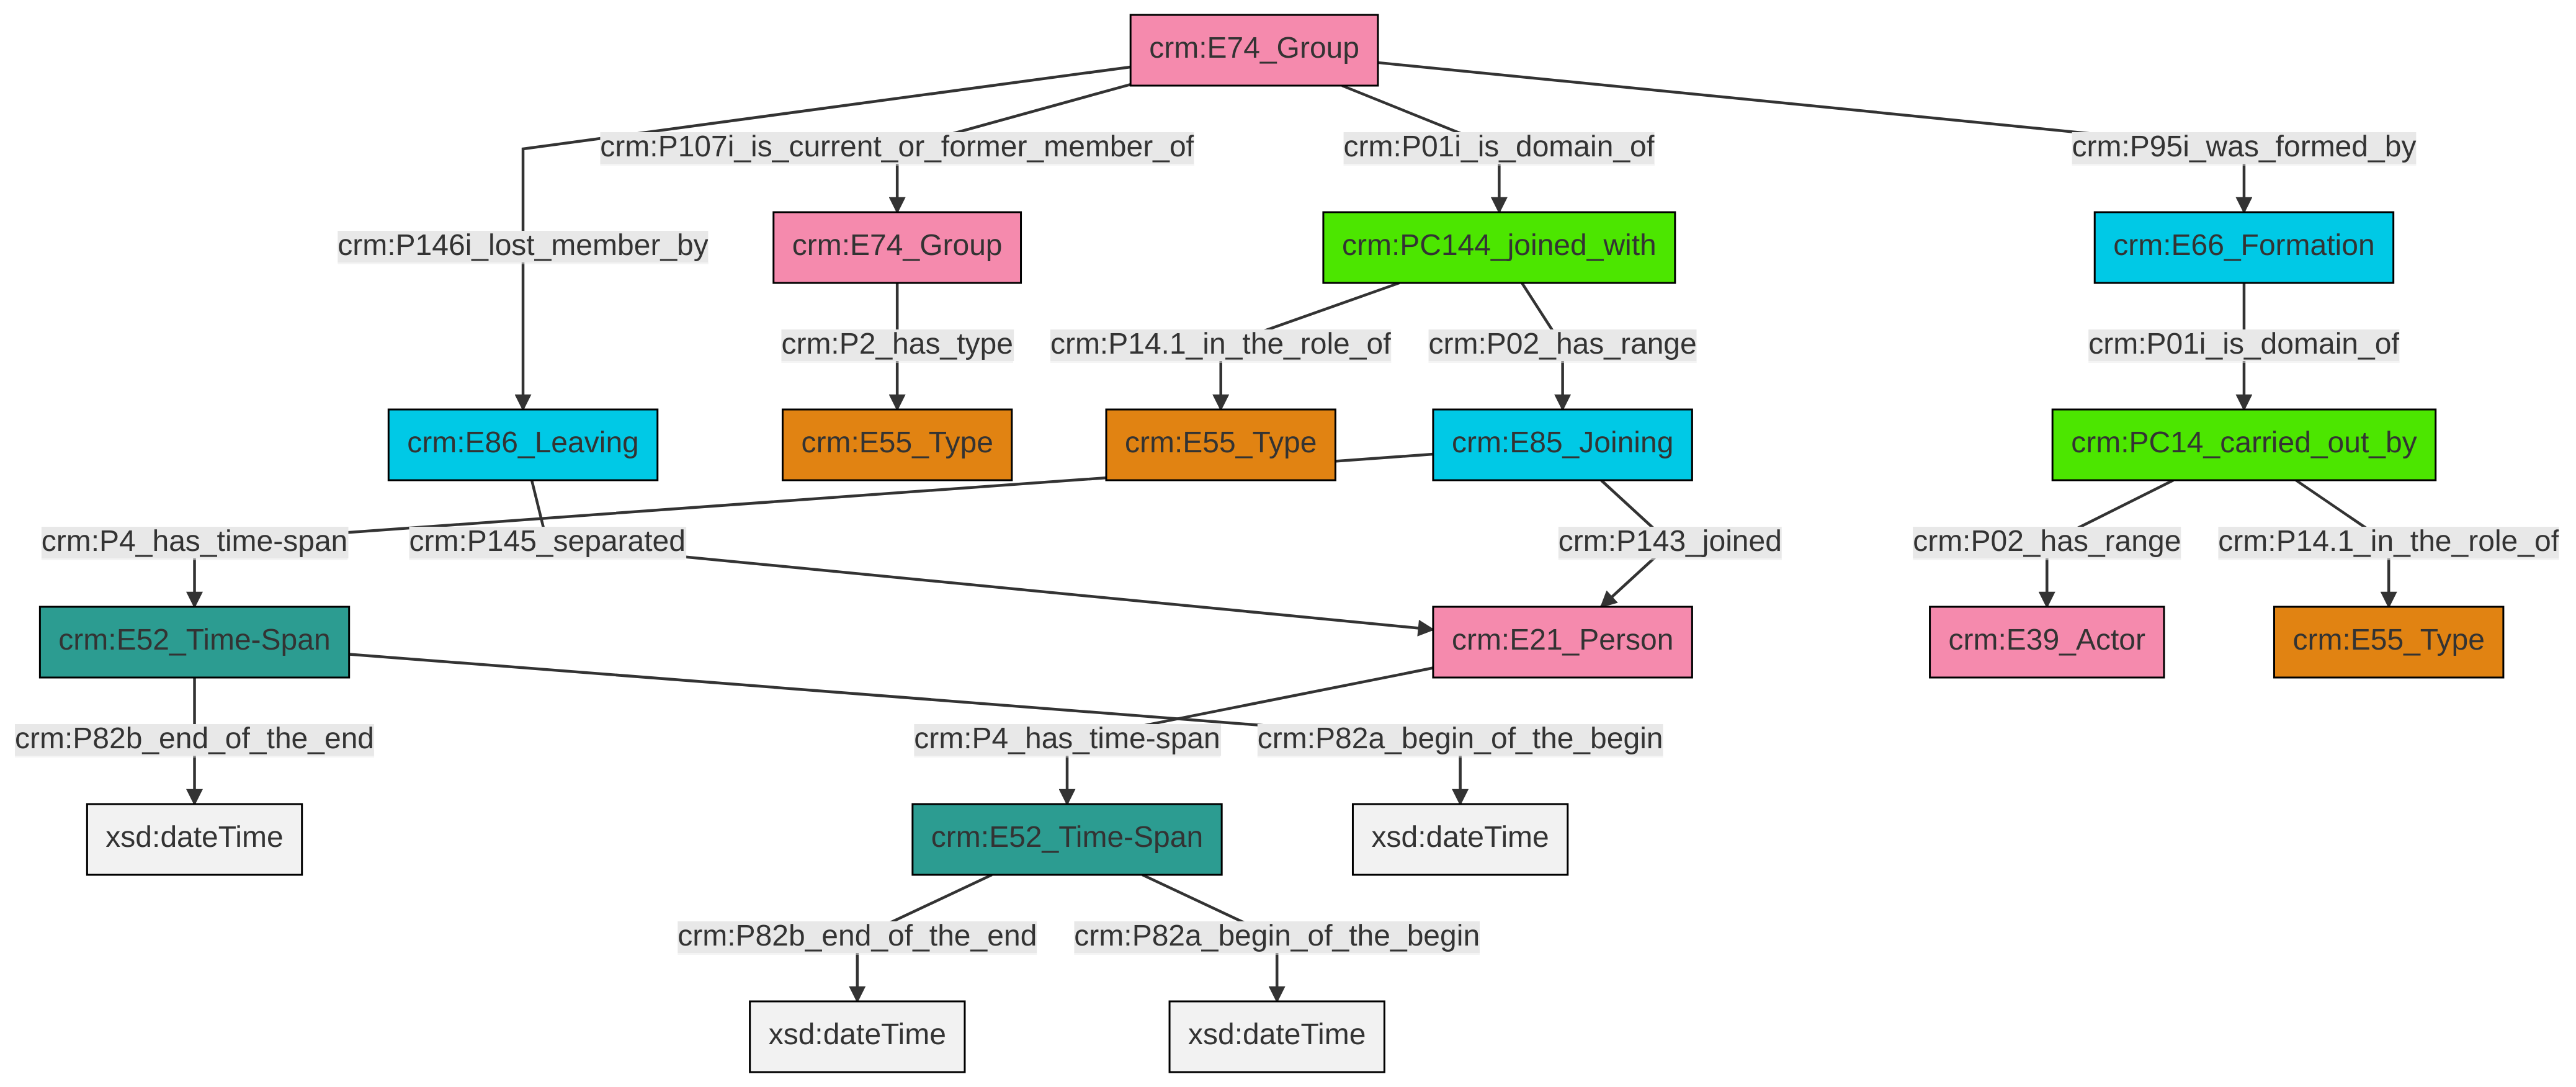 crm:E74_Group
crm:P107i_is_current_or_former_member_of
crm:P01i_is_domain_of
crm:P95i_was_formed_by
crm:P146i_lost_member_by
crm:E74_Group
crm:PC144_joined_with
crm:E66_Formation
crm:P2_has_type
crm:P14.1_in_the_role_of
crm:P02_has_range
crm:P01i_is_domain_of
crm:E86_Leaving
crm:E55_Type
crm:E55_Type
crm:E85_Joining
crm:PC14_carried_out_by
crm:P4_has_time-span
crm:P145_separated
crm:P143_joined
crm:P02_has_range
crm:P14.1_in_the_role_of
crm:E52_Time-Span
crm:E21_Person
crm:E39_Actor
crm:E55_Type
crm:P82b_end_of_the_end
crm:P4_has_time-span
crm:P82a_begin_of_the_begin
xsd:dateTime
crm:E52_Time-Span
xsd:dateTime
crm:P82b_end_of_the_end
crm:P82a_begin_of_the_begin
xsd:dateTime
xsd:dateTime